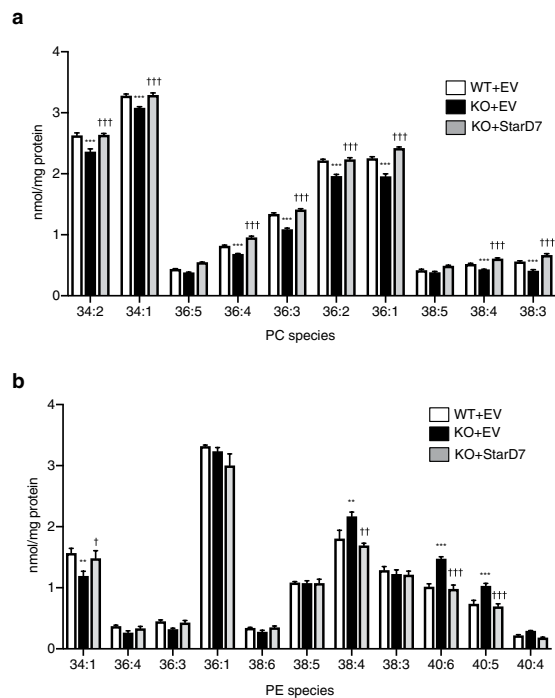 a
4
3
2
1
0
nmol/mg protein
WT+EV
KO+EV
KO+StarD7
*** ††† *** ††† *** ††† *** ††† *** ††† *** ††† *** ††† *** †††
34:2 34:1 36:5 36:4 36:3 36:2 36:1 38:5 38:4 38:3
PC species
b
4
3
2
1
0
nmol/mg protein
WT+EV
KO+EV
KO+StarD7
** † ** †† *** ††† *** †††
34:1 36:4 36:3 36:1 38:6 38:5 38:4 38:3 40:6 40:5 40:4
PE species